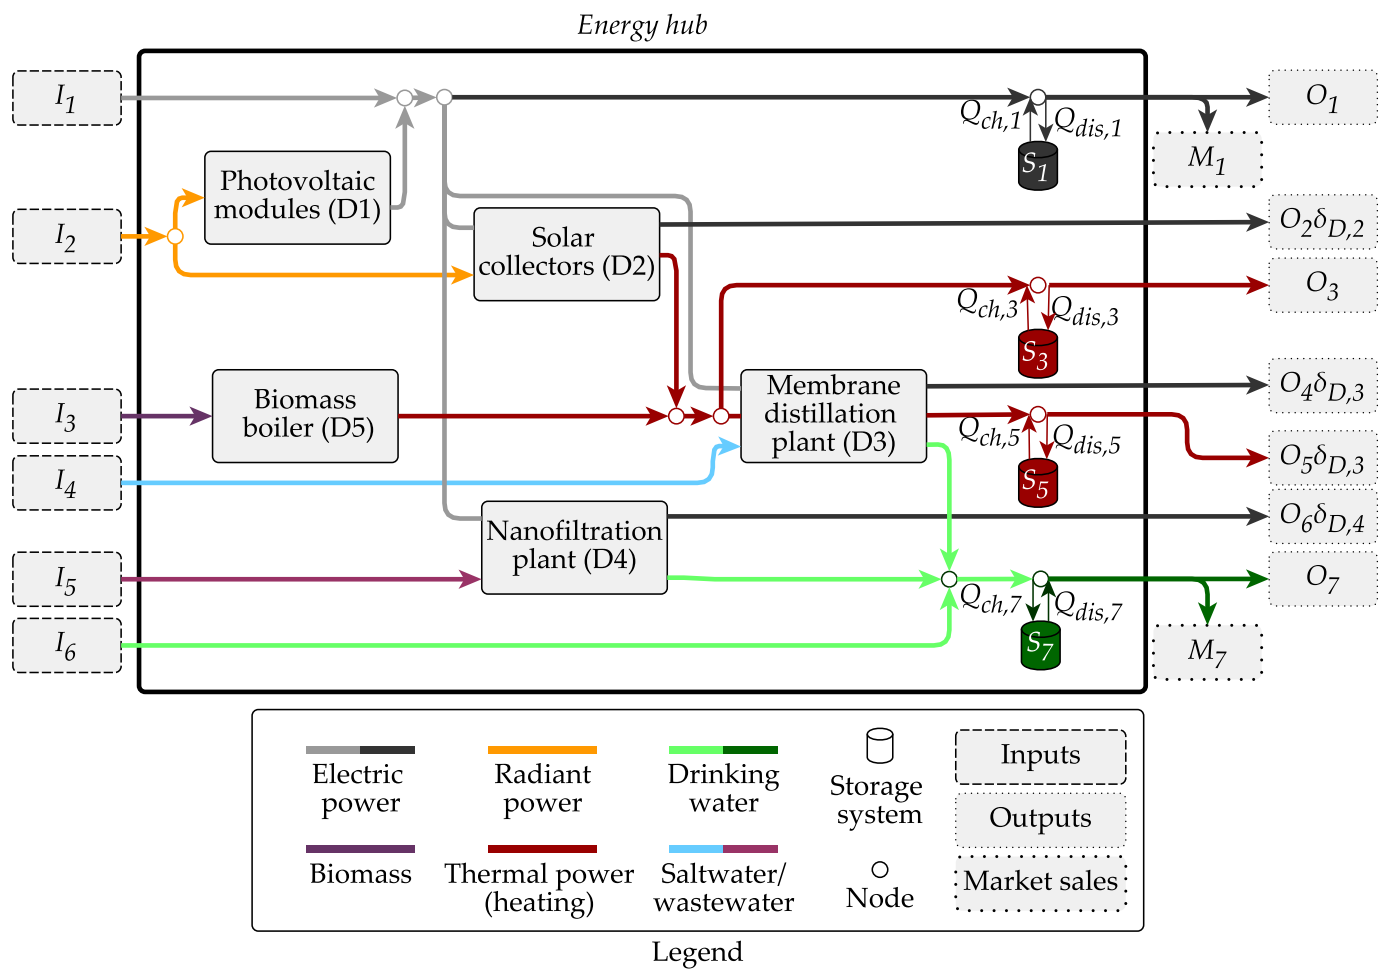 Energy hub
I1
O1
Qch,1
Qdis,1
S1
M1
Photovoltaic
modules (D1)
I2
Solar
collectors (D2)
O2δD,2
O3
Qch,3
Qdis,3
S3
I3
Biomass
boiler (D5)
Membrane
distillation
plant (D3)
O4δD,3
Qch,5
Qdis,5
S5
O5δD,3
I4
Nanofiltration
plant (D4)
O6δD,4
I5
O7
Qch,7
Qdis,7
S7
I6
M7
Electric
power
Radiant
power
Drinking
water
Storage
system
Inputs
Outputs
Biomass
Thermal power
(heating)
Saltwater/
wastewater
Node
Market sales
Legend